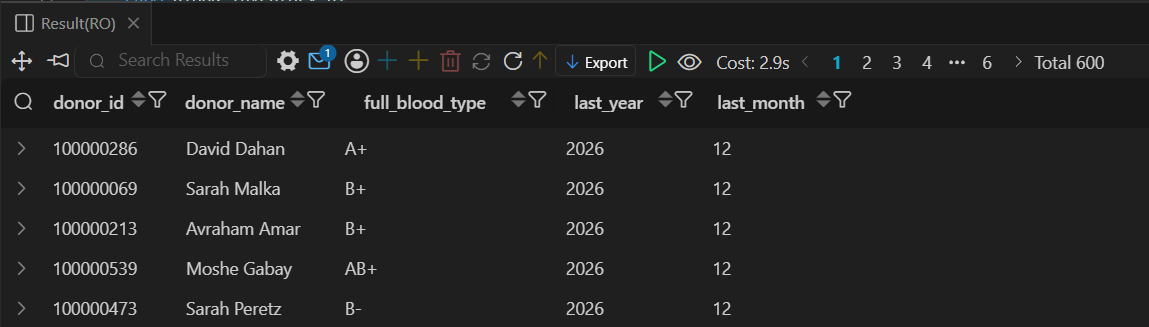 Result(RO)
Search Results 1 Export Cost: 2.9s 1 2 3 4 ••• 6 Total 600
donor_id donor_name full_blood_type last_year last_month
100000286 David Dahan A+ 2026 12
100000069 Sarah Malka B+ 2026 12
100000213 Avraham Amar B+ 2026 12
100000539 Moshe Gabay AB+ 2026 12
100000473 Sarah Peretz B- 2026 12